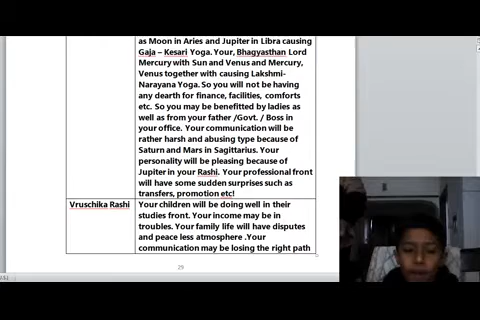 as Moon in Aries and Jupiter in Libra causing
Gaja – Kesari Yoga. Your, Bhagyasthan Lord
Mercury with Sun and Venus and Mercury,
Venus together with causing Lakshmi-
Narayana Yoga. So you will not be having
any dearth for finance, facilities, comforts
etc. So you may be benefitted by ladies as
well as from your father /Govt. / Boss in
your office. Your communication will be
rather harsh and abusing type because of
Saturn and Mars in Sagittarius. Your
personality will be pleasing because of
Jupiter in your Rashi. Your professional front
will have some sudden surprises such as
transfers, promotion etc!
Vruschika Rashi
Your children will be doing well in their
studies front. Your income may be in
troubles. Your family life will have disputes
and peace less atmosphere .Your
communication may be losing the right path
29